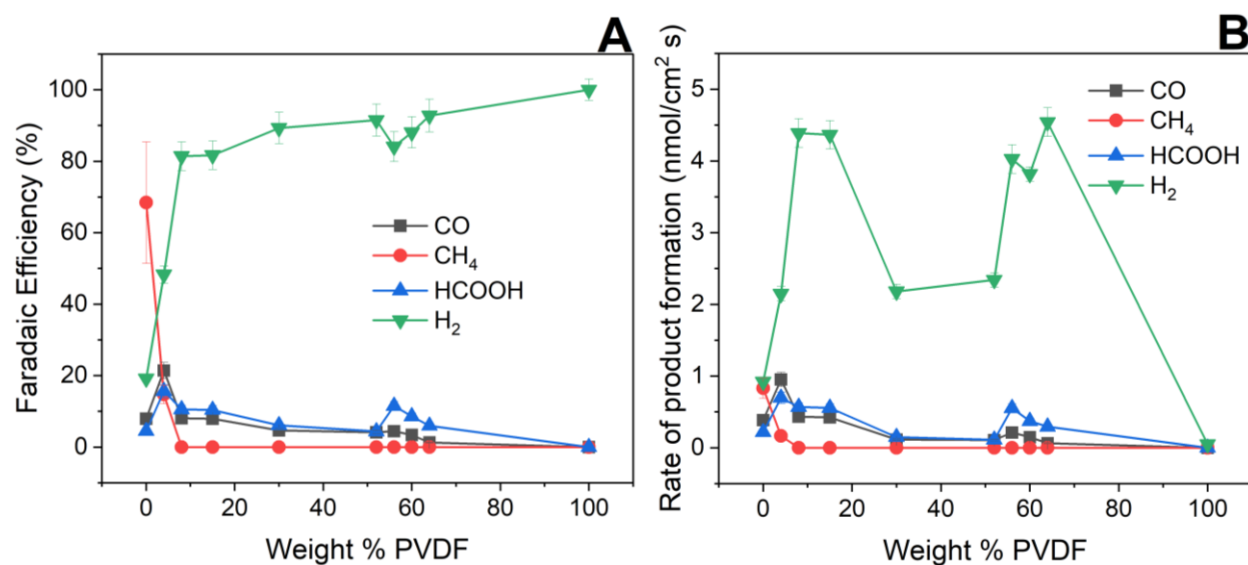 A
Faradaic Efficiency (%)
100
80
60
40
20
0
CO
CH₄
HCOOH
H₂
0 20 40 60 80 100
Weight % PVDF
B
Rate of product formation (nmol/cm² s)
5
4
3
2
1
0
CO
CH₄
HCOOH
H₂
0 20 40 60 80 100
Weight % PVDF